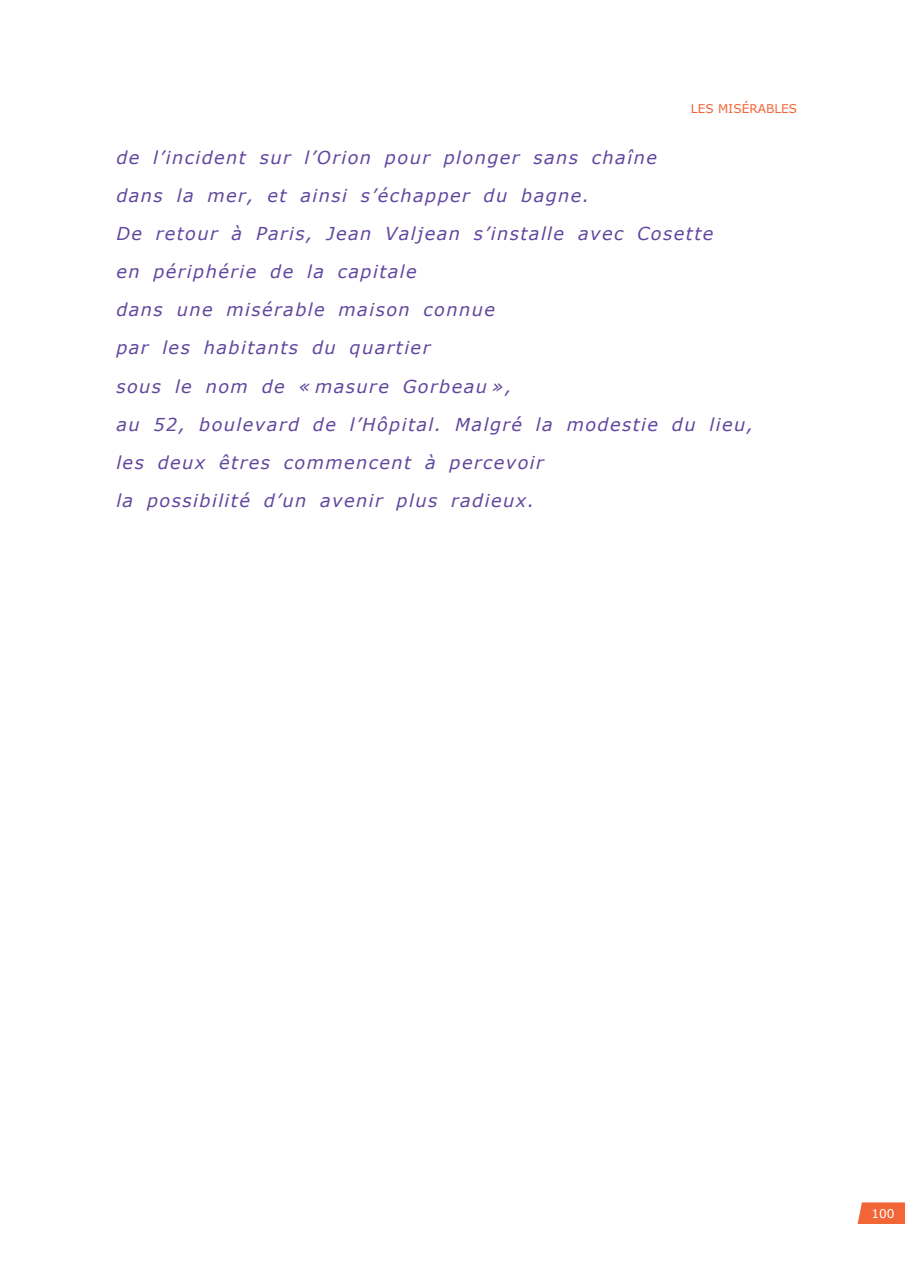 LES MISÉRABLES
de l’incident sur l’Orion pour plonger sans chaîne
dans la mer, et ainsi s’échapper du bagne.
De retour à Paris, Jean Valjean s’installe avec Cosette
en périphérie de la capitale
dans une misérable maison connue
par les habitants du quartier
sous le nom de « masure Gorbeau »,
au 52, boulevard de l’Hôpital. Malgré la modestie du lieu,
les deux êtres commencent à percevoir
la possibilité d’un avenir plus radieux.
100